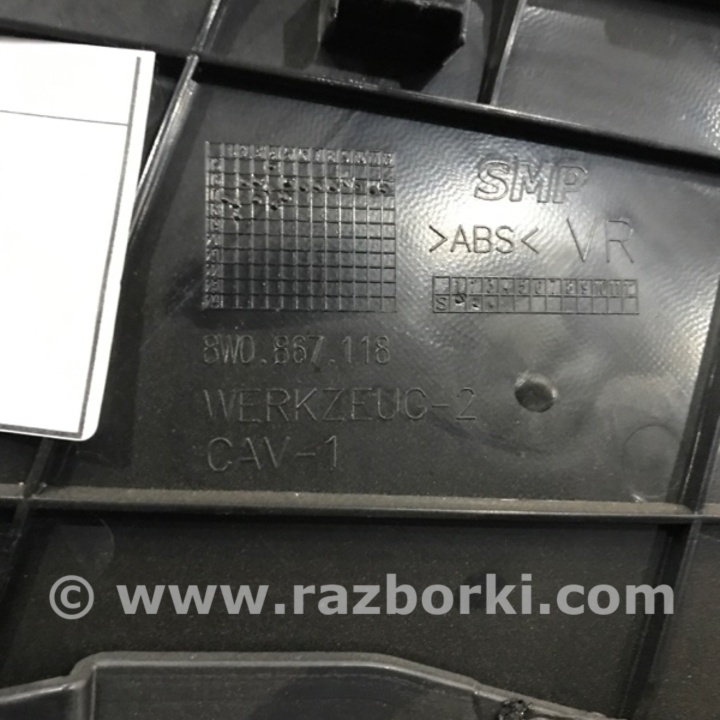 SMP
>ABS< VR
8W0.867.118
WERKZEUG-2
CAV-1
© www.razborki.com